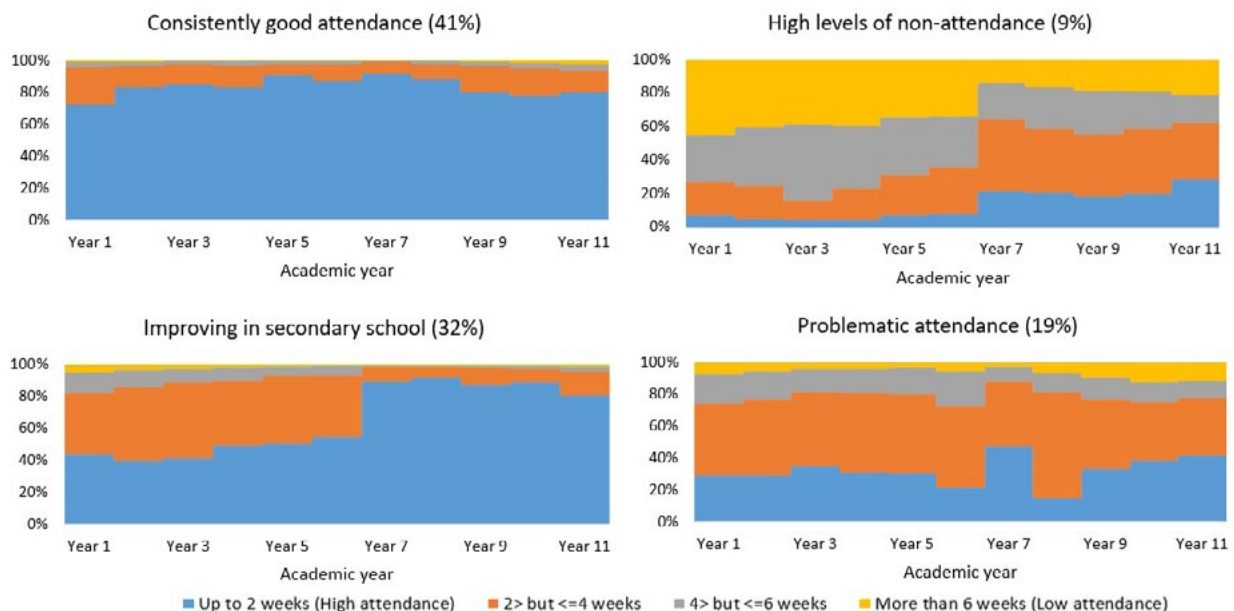 Consistently good attendance (41%)
100%
80%
60%
40%
20%
0%
Year 1 Year 3 Year 5 Year 7 Year 9 Year 11
Academic year
High levels of non-attendance (9%)
100%
80%
60%
40%
20%
0%
Year 1 Year 3 Year 5 Year 7 Year 9 Year 11
Academic year
Improving in secondary school (32%)
100%
80%
60%
40%
20%
0%
Year 1 Year 3 Year 5 Year 7 Year 9 Year 11
Academic year
Problematic attendance (19%)
100%
80%
60%
40%
20%
0%
Year 1 Year 3 Year 5 Year 7 Year 9 Year 11
Academic year
Up to 2 weeks (High attendance) 2> but <=4 weeks 4> but <=6 weeks More than 6 weeks (Low attendance)